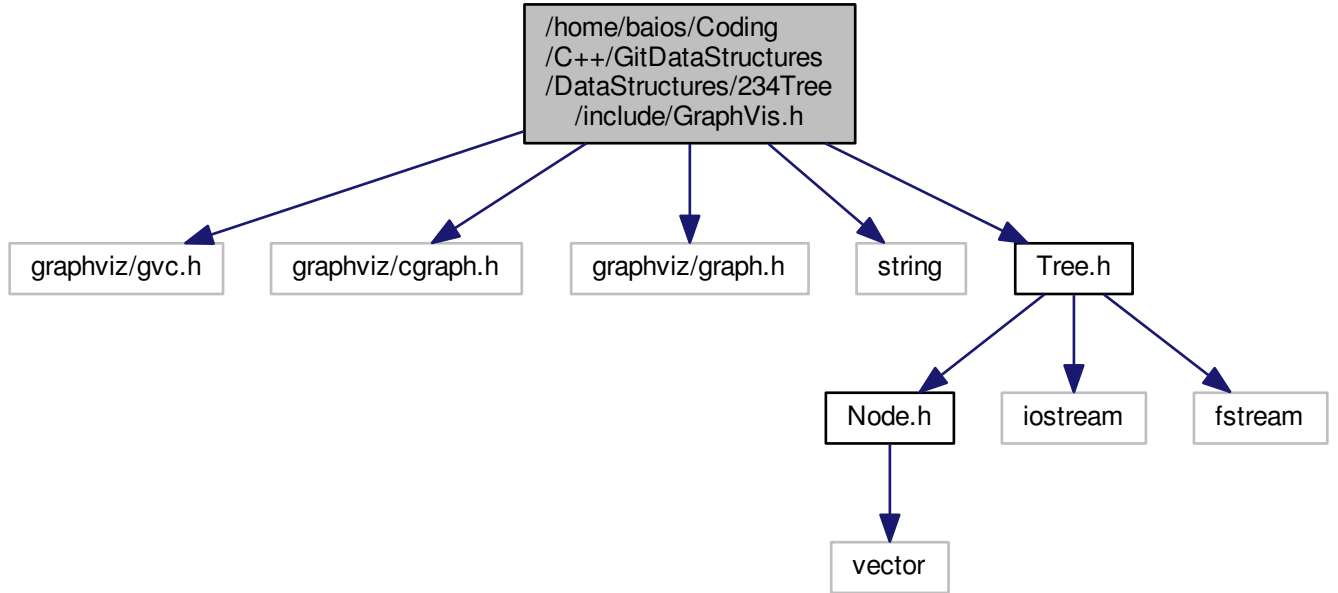 /home/baios/Coding
/C++/GitDataStructures
/DataStructures/234Tree
/include/GraphVis.h
graphviz/gvc.h
graphviz/cgraph.h
graphviz/graph.h
string
Tree.h
Node.h
iostream
fstream
vector